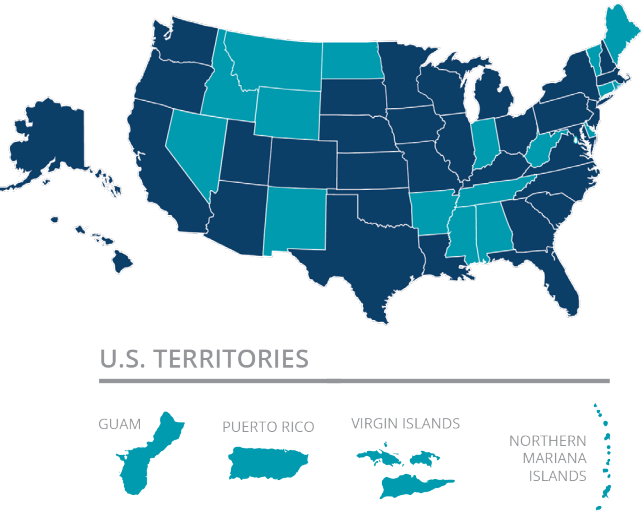 U.S. TERRITORIES
GUAM
PUERTO RICO
VIRGIN ISLANDS
NORTHERN
MARIANA
ISLANDS